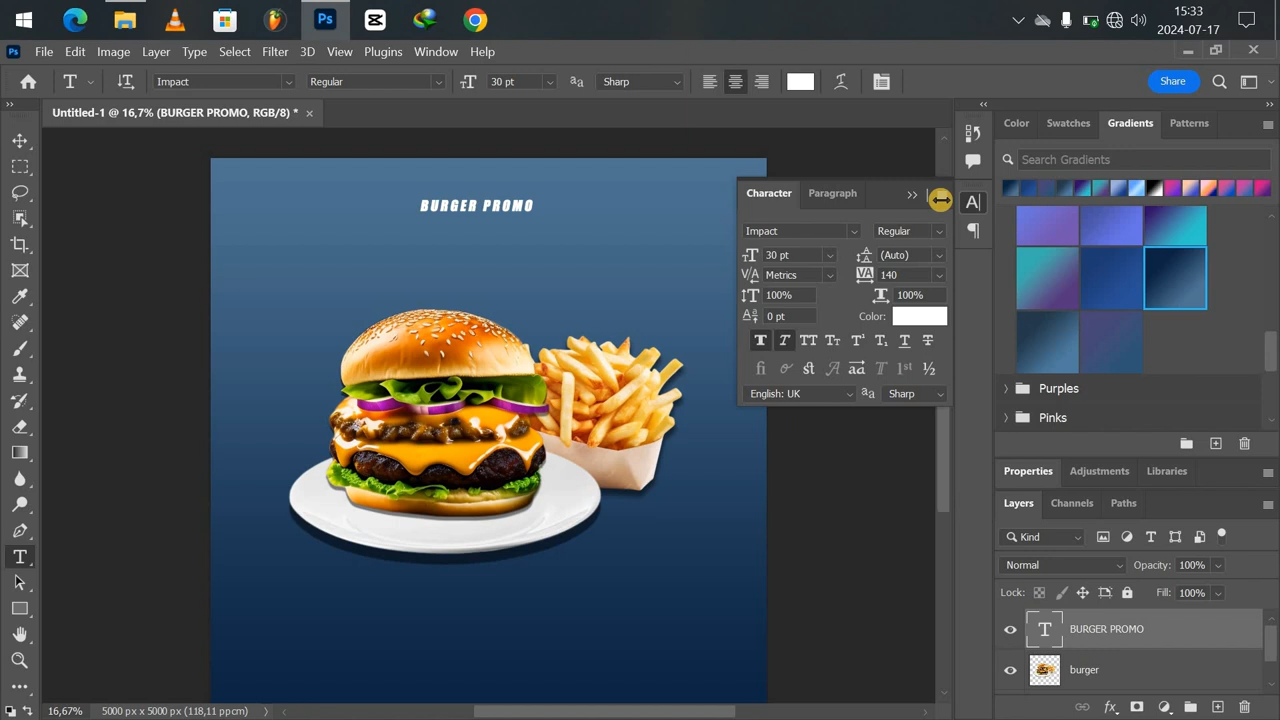 15:33
2024-07-17
Ps File Edit Image Layer Type Select Filter 3D View Plugins Window Help
T Impact Regular 30 pt Sharp Share
Untitled-1 @ 16,7% (BURGER PROMO, RGB/8) *
Color Swatches Gradients Patterns
Search Gradients
BURGER PROMO
Character Paragraph
Impact Regular
30 pt (Auto)
Metrics 140
100% 100%
0 pt Color:
English: UK Sharp
Purples
Pinks
Properties Adjustments Libraries
Layers Channels Paths
Kind
Normal Opacity: 100%
Lock: Fill: 100%
BURGER PROMO
burger
16,67% 5000 px x 5000 px (118,11 ppcm)